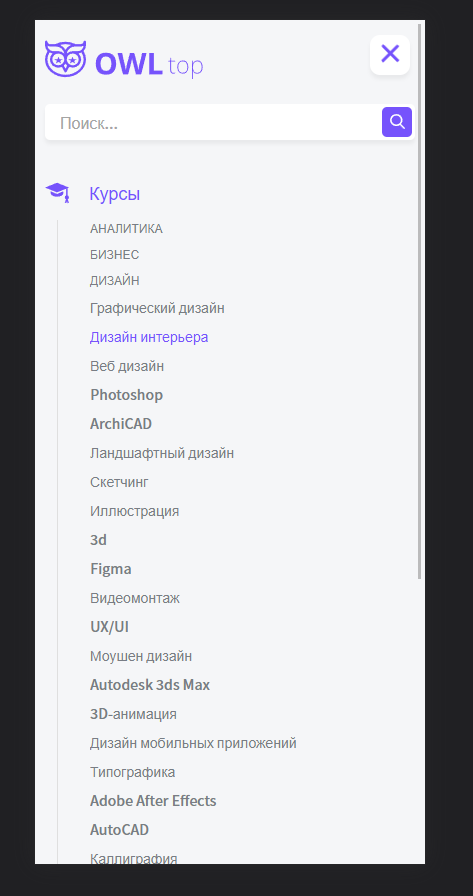 OWL top
Поиск...
Курсы
АНАЛИТИКА
БИЗНЕС
ДИЗАЙН
Графический дизайн
Дизайн интерьера
Веб дизайн
Photoshop
ArchiCAD
Ландшафтный дизайн
Скетчинг
Иллюстрация
3d
Figma
Видеомонтаж
UX/UI
Моушен дизайн
Autodesk 3ds Max
3D-анимация
Дизайн мобильных приложений
Типографика
Adobe After Effects
AutoCAD
Каллиграфия